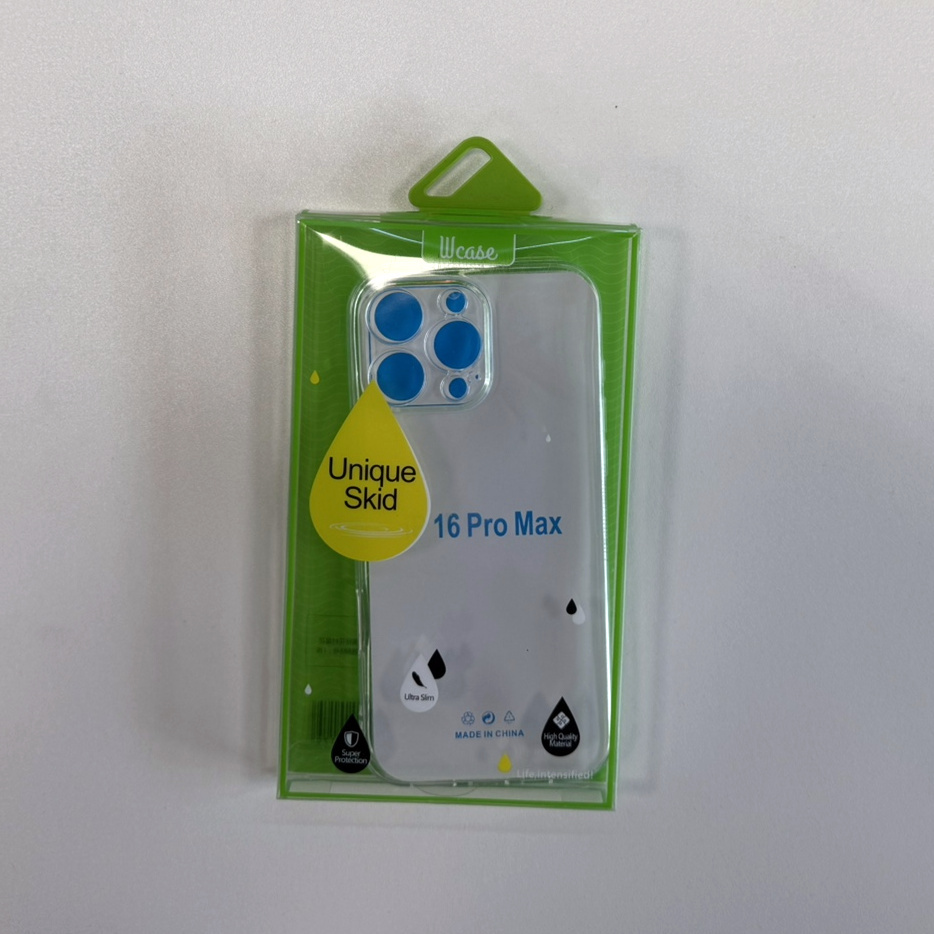 Wcase
Unique
Skid
16 Pro Max
Ultra Slim
MADE IN CHINA
High Quality
Material
Super
Protection
Life,Intensified!